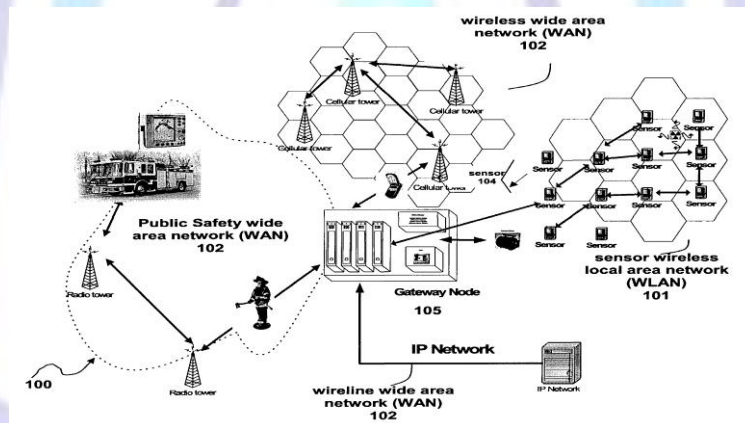 wireless wide area
network (WAN)
102
Cellular tower
Cellular tower
Cellular tower
Cellular tower
sensor
104
Sensor
Sensor
Sensor
Sensor
Sensor
Sensor
Sensor
Sensor
Sensor
Sensor
Sensor
Sensor
Sensor
sensor wireless
local area network
(WLAN)
101
Public Safety wide
area network (WAN)
102
Radio tower
Radio tower
100
Gateway Node
105
IP Network
IP Network
wireline wide area
network (WAN)
102